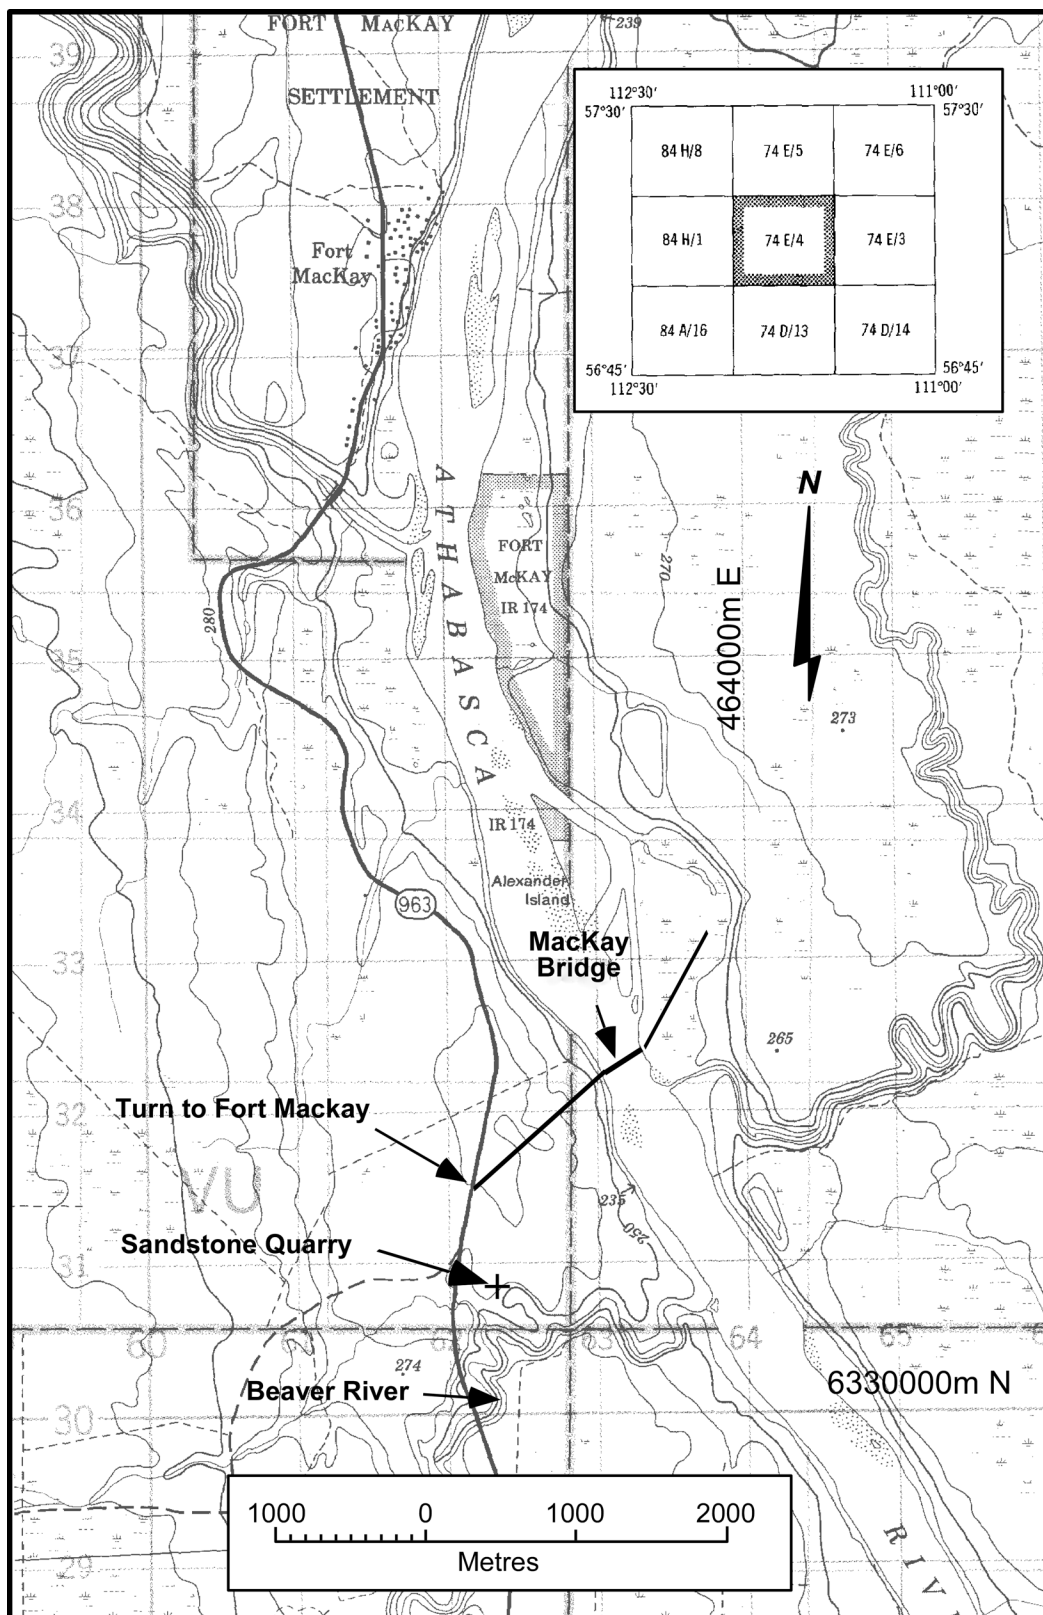 FORT MacKAY
239
39
SETTLEMENT
112°30′ 111°00′
57°30′ 57°30′
84 H/8 74 E/5 74 E/6
84 H/1 74 E/4 74 E/3
84 A/16 74 D/13 74 D/14
56°45′ 56°45′
112°30′ 111°00′
38
Fort
MacKay
37
36
N
ATHABASCA
FORT
McKAY
IR 174
270
464000m E
280
35
273
34
IR 174
Alexander
Island
963
MacKay
Bridge
33
265
Turn to Fort Mackay
32
VU
235
250
Sandstone Quarry
31
60 63 64 65
274
Beaver River
6330000m N
30
1000 0 1000 2000
Metres
29
RIV